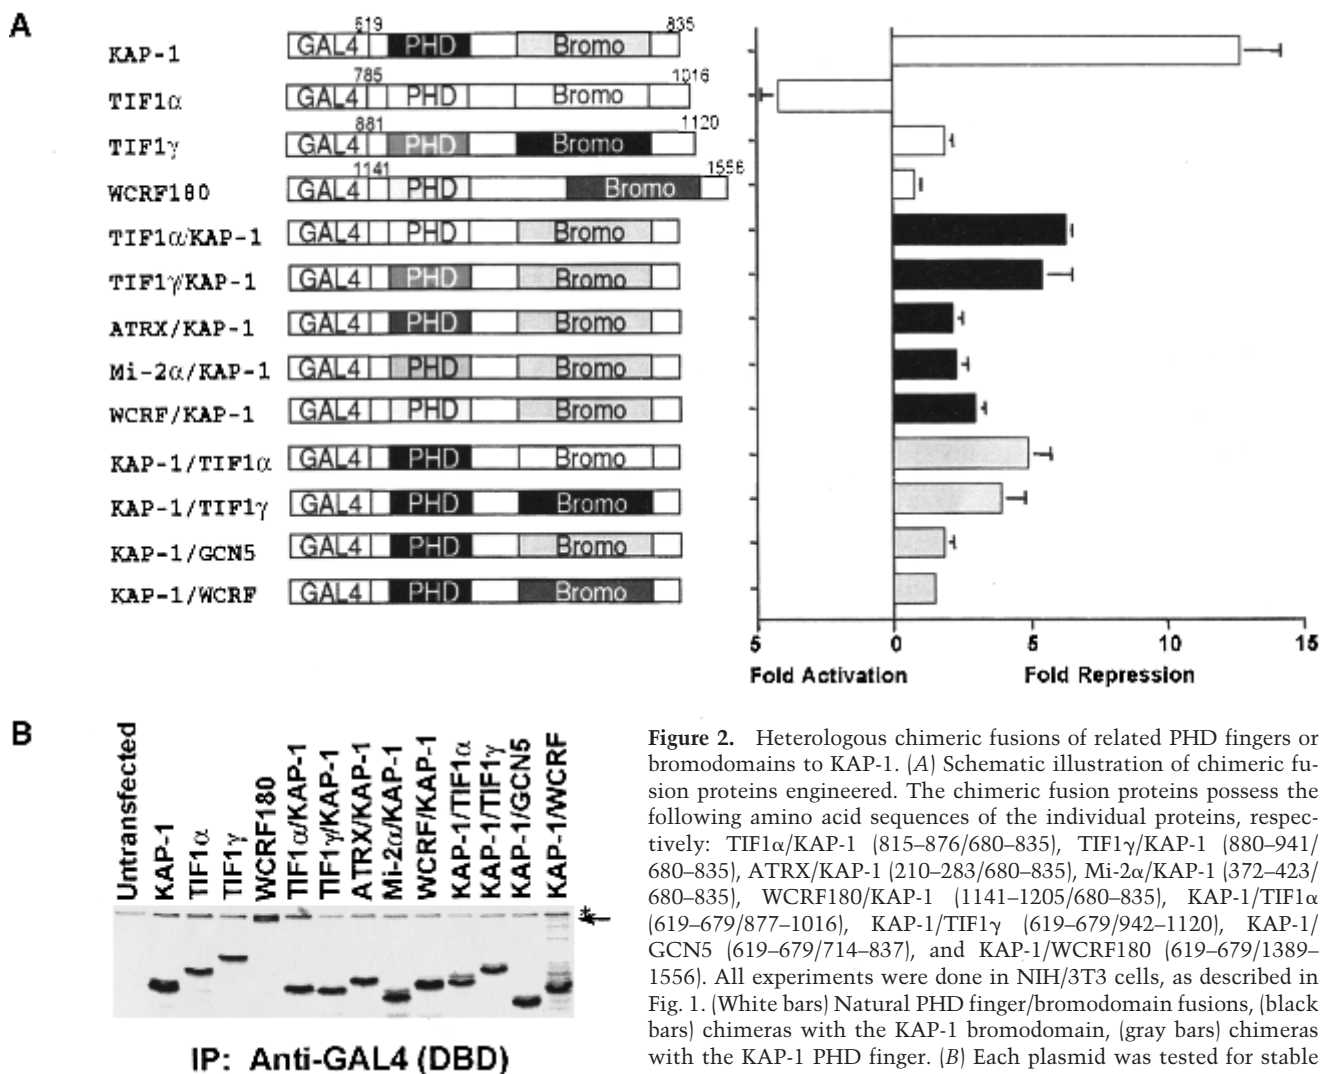 A
619 835
KAP-1 GAL4 PHD Bromo
785 1016
TIF1α GAL4 PHD Bromo
881 1120
TIF1γ GAL4 PHD Bromo
1141 1556
WCRF180 GAL4 PHD Bromo
TIF1α/KAP-1 GAL4 PHD Bromo
TIF1γ/KAP-1 GAL4 PHD Bromo
ATRX/KAP-1 GAL4 PHD Bromo
Mi-2α/KAP-1 GAL4 PHD Bromo
WCRF/KAP-1 GAL4 PHD Bromo
KAP-1/TIF1α GAL4 PHD Bromo
KAP-1/TIF1γ GAL4 PHD Bromo
KAP-1/GCN5 GAL4 PHD Bromo
KAP-1/WCRF GAL4 PHD Bromo
5 0 5 10 15
Fold Activation Fold Repression
B
Untransfected
KAP-1
TIF1α
TIF1γ
WCRF180
TIF1α/KAP-1
TIF1γ/KAP-1
ATRX/KAP-1
Mi-2α/KAP-1
WCRF/KAP-1
KAP-1/TIF1α
KAP-1/TIF1γ
KAP-1/GCN5
KAP-1/WCRF
*
IP: Anti-GAL4 (DBD)
Figure 2. Heterologous chimeric fusions of related PHD fingers or
bromodomains to KAP-1. (A) Schematic illustration of chimeric fu-
sion proteins engineered. The chimeric fusion proteins possess the
following amino acid sequences of the individual proteins, respec-
tively: TIF1α/KAP-1 (815–876/680–835), TIF1γ/KAP-1 (880–941/
680–835), ATRX/KAP-1 (210–283/680–835), Mi-2α/KAP-1 (372–423/
680–835), WCRF180/KAP-1 (1141–1205/680–835), KAP-1/TIF1α
(619–679/877–1016), KAP-1/TIF1γ (619–679/942–1120), KAP-1/
GCN5 (619–679/714–837), and KAP-1/WCRF180 (619–679/1389–
1556). All experiments were done in NIH/3T3 cells, as described in
Fig. 1. (White bars) Natural PHD finger/bromodomain fusions, (black
bars) chimeras with the KAP-1 bromodomain, (gray bars) chimeras
with the KAP-1 PHD finger. (B) Each plasmid was tested for stable